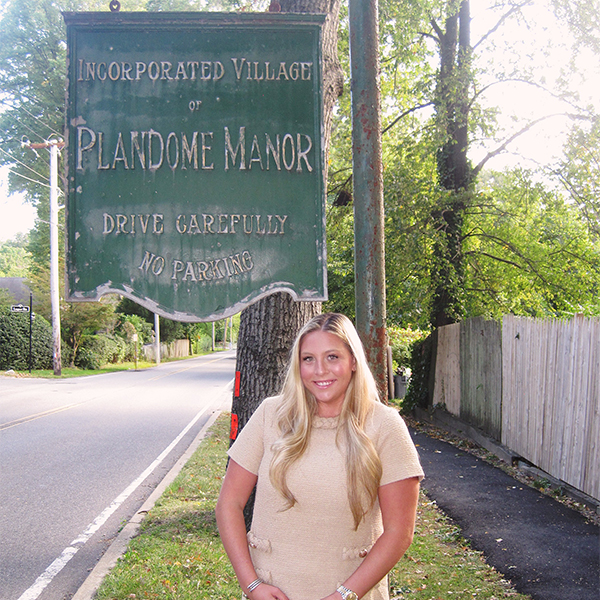 INCORPORATED VILLAGE
OF
PLANDOME MANOR
DRIVE CAREFULLY
NO PARKING